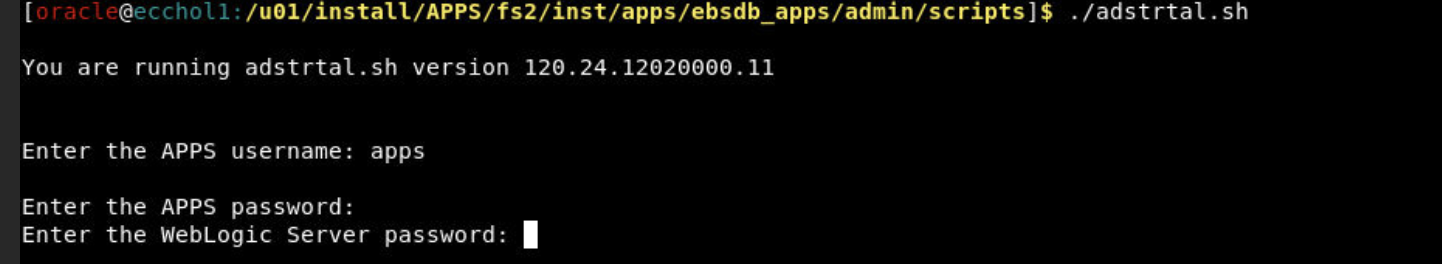 [oracle@ecchol1:/u01/install/APPS/fs2/inst/apps/ebsdb_apps/admin/scripts]$ ./adstrtal.sh
You are running adstrtal.sh version 120.24.12020000.11
Enter the APPS username: apps
Enter the APPS password:
Enter the WebLogic Server password: